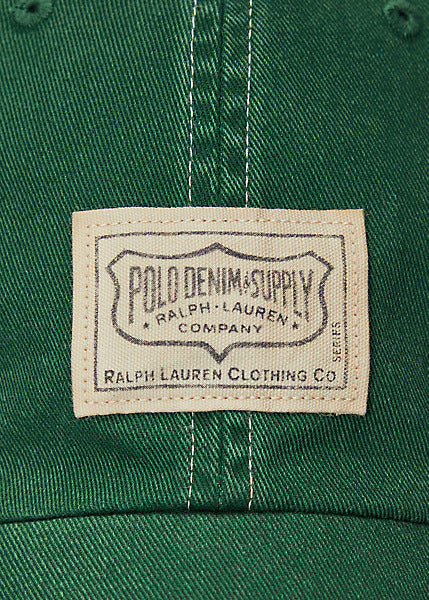 POLO DENIM & SUPPLY
★ RALPH · LAUREN ★
COMPANY
SERIES
RALPH LAUREN CLOTHING CO